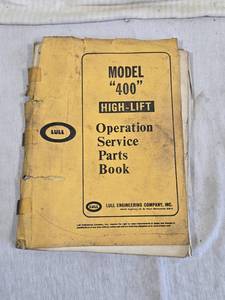 MODEL
"400"
HIGH-LIFT
LULL
Operation
Service
Parts
Book
LULL
LULL ENGINEERING COMPANY, INC.